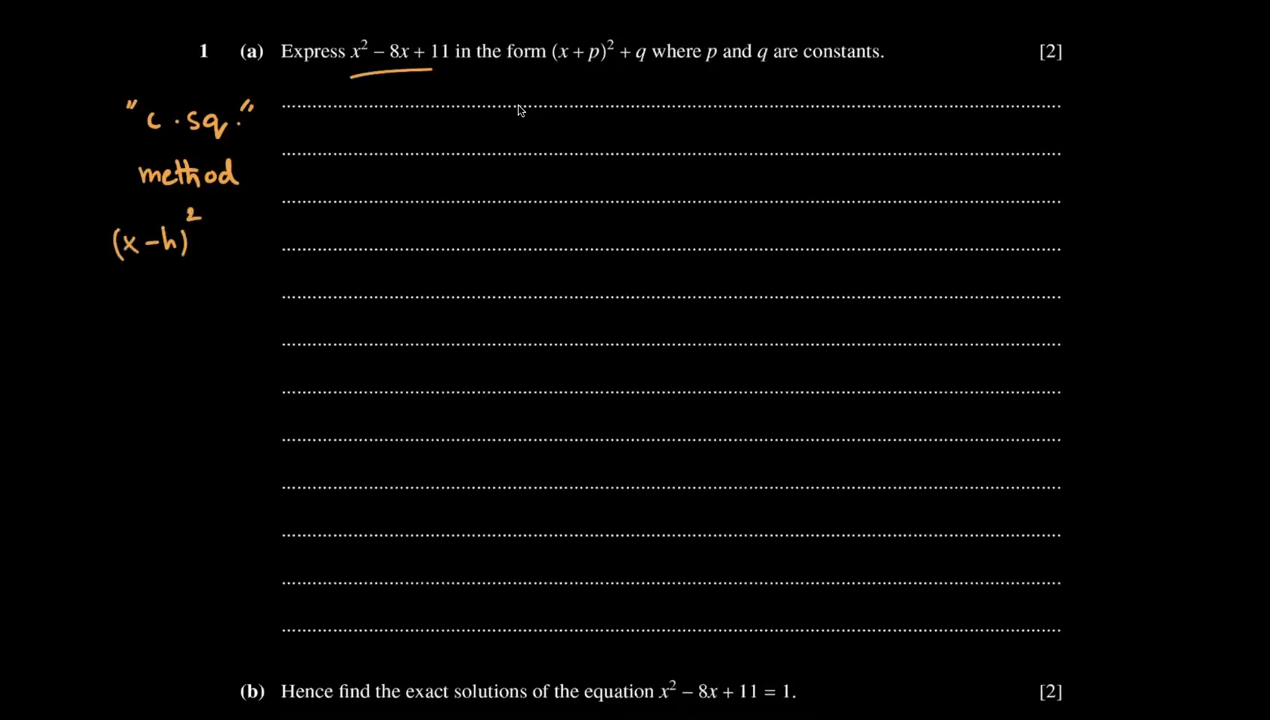 1 (a) Express x² – 8x + 11 in the form (x + p)² + q where p and q are constants. [2]
"c. sq."
method
(x – h)²
(b) Hence find the exact solutions of the equation x² – 8x + 11 = 1. [2]